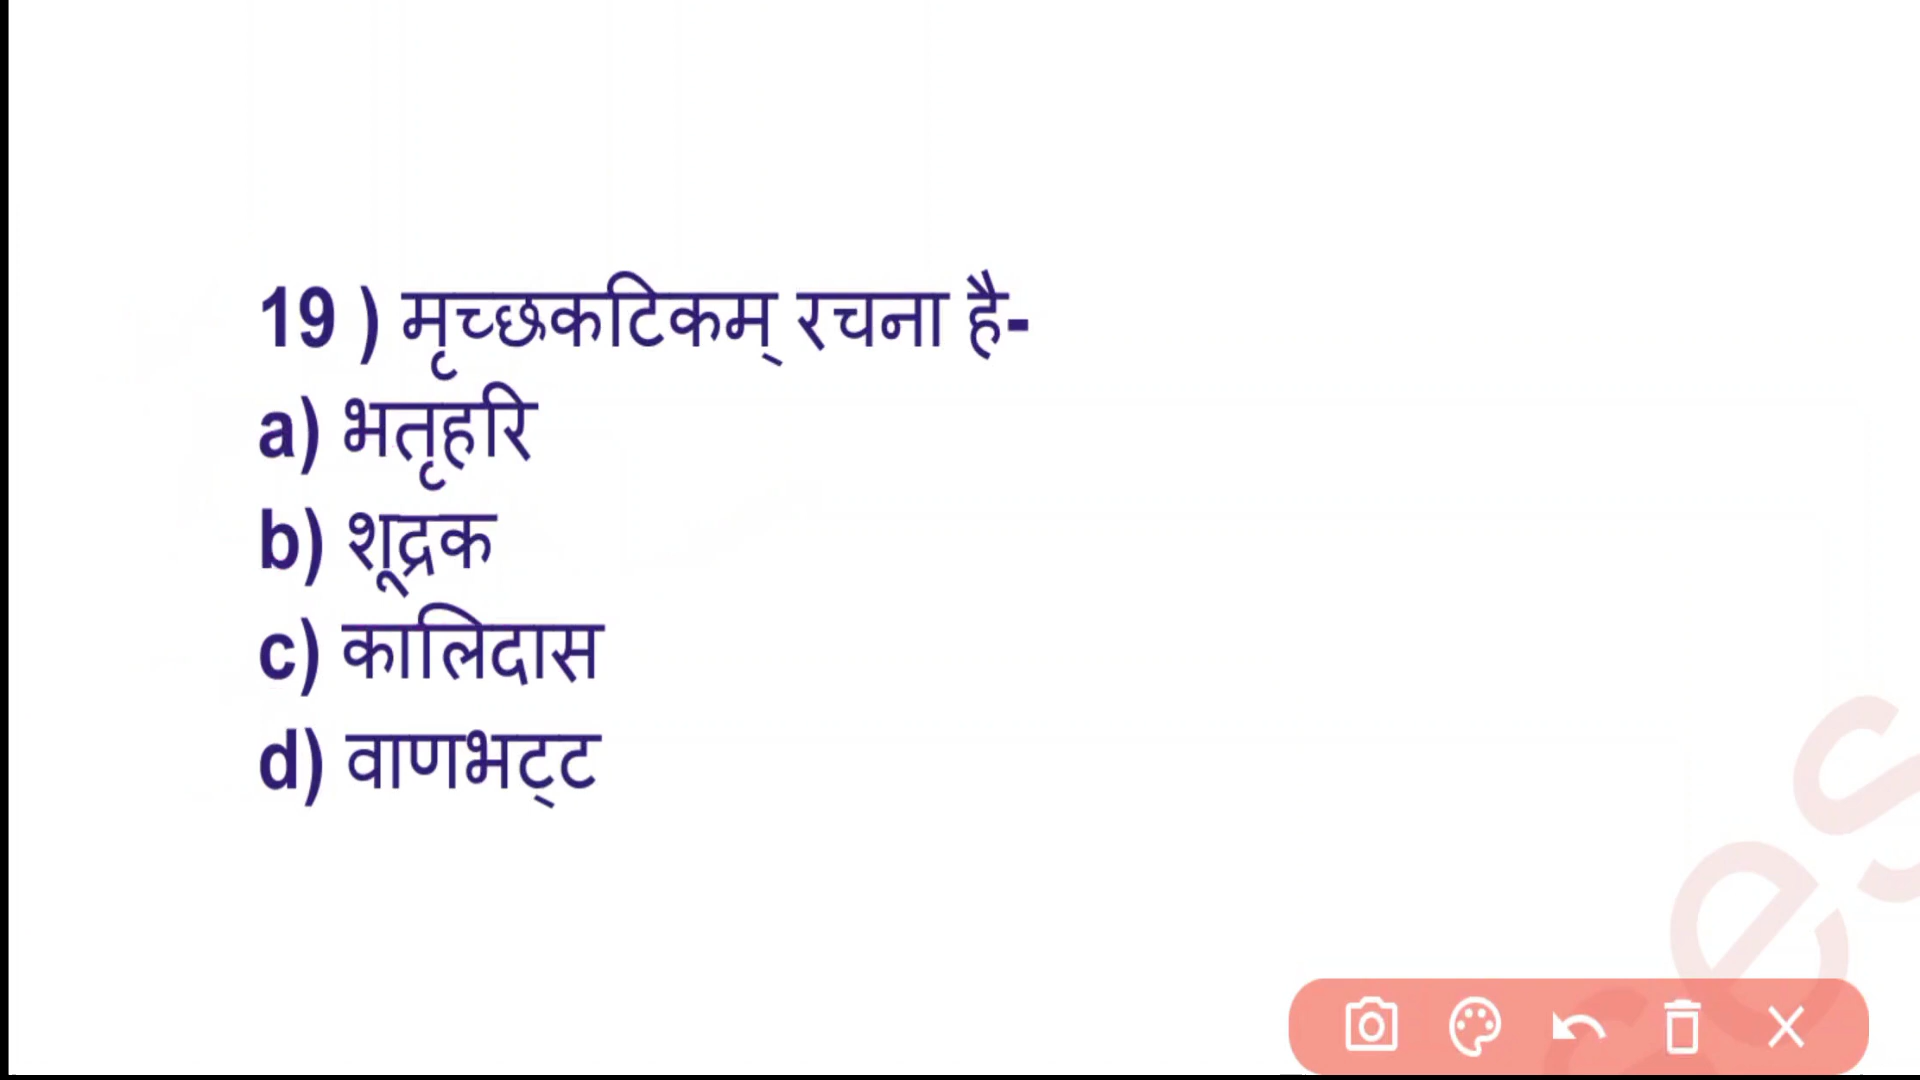 19 ) मृच्छकटिकम् रचना है-
a) भतृहरि
b) शूद्रक
c) कालिदास
d) वाणभट्‌ट